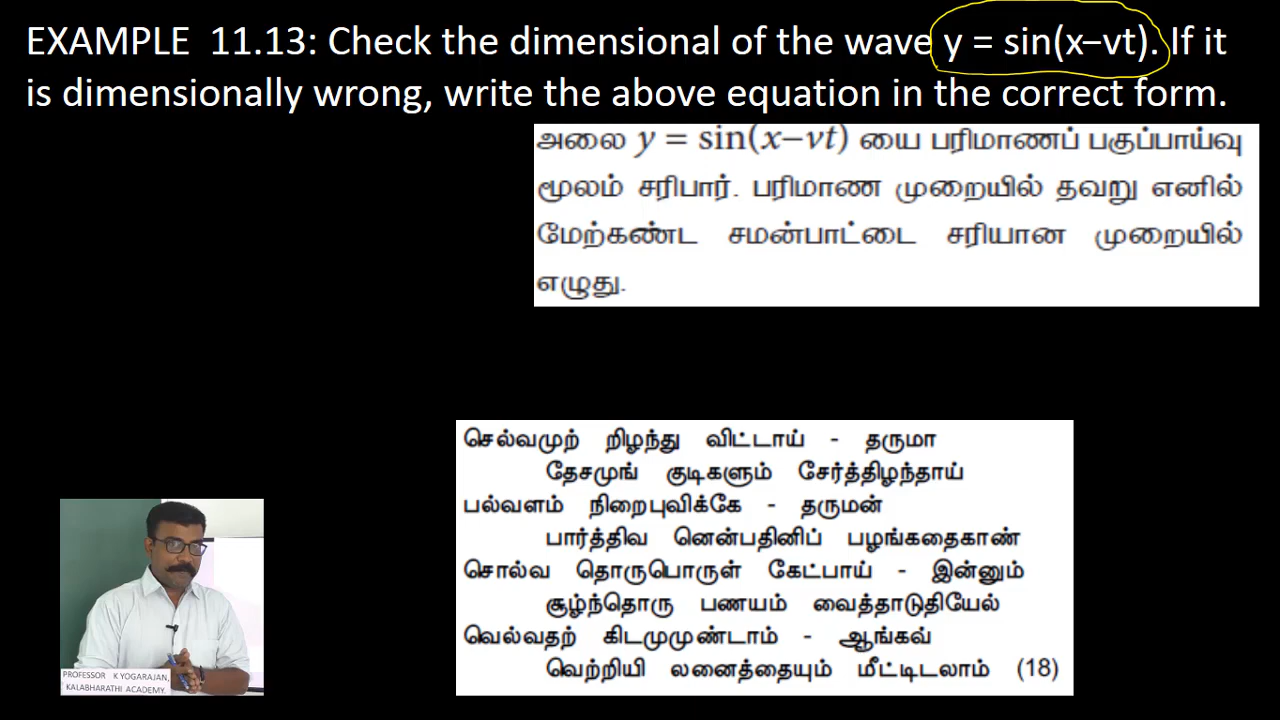 EXAMPLE 11.13: Check the dimensional of the wave y = sin(x−vt). If it
is dimensionally wrong, write the above equation in the correct form.
அலை y = sin(x−vt) யை பரிமாணப் பகுப்பாய்வு
மூலம் சரிபார். பரிமாண முறையில் தவறு எனில்
மேற்கண்ட சமன்பாட்டை சரியான முறையில்
எழுது.
செல்வமுற் றிழந்து விட்டாய் - தருமா
தேசமுங் குடிகளும் சேர்த்திழந்தாய்
பல்வளம் நிறைபுவிக்கே - தருமன்
பார்த்திவ னென்பதினிப் பழங்கதைகாண்
சொல்வ தொருபொருள் கேட்பாய் - இன்னும்
சூழ்ந்தொரு பணயம் வைத்தாடுதியேல்
வெல்வதற் கிடமுமுண்டாம் - ஆங்கவ்
வெற்றியி லனைத்தையும் மீட்டிடலாம் (18)
PROFESSOR K YOGARAJAN,
KALABHARATHI ACADEMY.